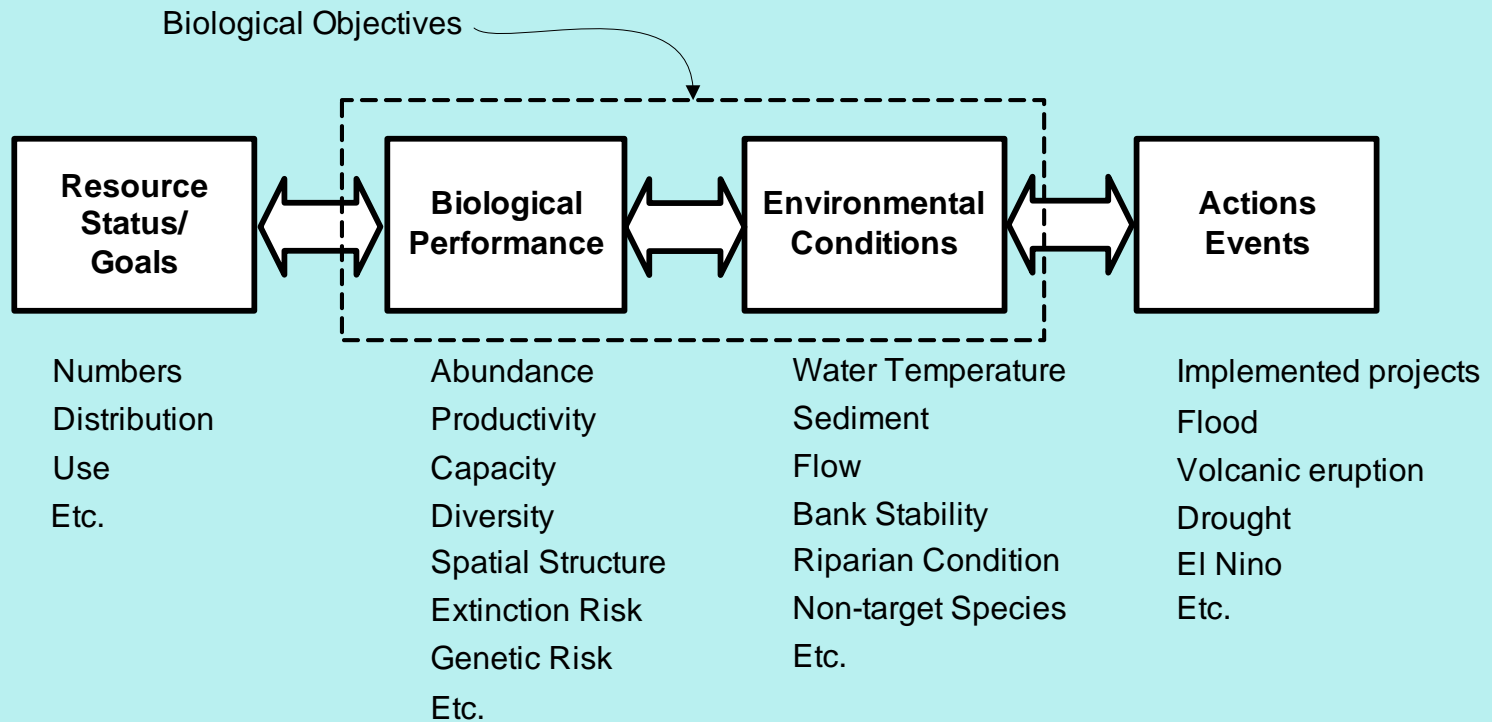 Biological Objectives
Resource
Status/
Goals
Biological
Performance
Environmental
Conditions
Actions
Events
Numbers
Distribution
Use
Etc.
Abundance
Productivity
Capacity
Diversity
Spatial Structure
Extinction Risk
Genetic Risk
Etc.
Water Temperature
Sediment
Flow
Bank Stability
Riparian Condition
Non-target Species
Etc.
Implemented projects
Flood
Volcanic eruption
Drought
El Nino
Etc.